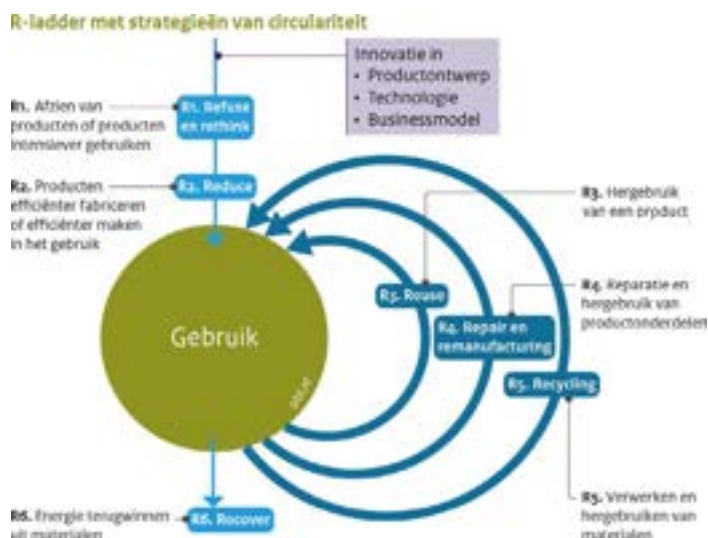 R-ladder met strategieën van circulariteit
Innovatie in
• Productontwerp
• Technologie
• Businessmodel
R1. Afzien van
producten of producten
intensiever gebruiken
R1. Refuse
en rethink
R2. Producten
efficiënter fabriceren
of efficiënter maken
in het gebruik
R2. Reduce
R3. Hergebruik
van een product
R3. Reuse
R4. Reparatie en
hergebruik van
productonderdelen
R4. Repair en
remanufacturing
Gebruik
pbl.nl
R5. Recycling
R5. Verwerken en
hergebruiken van
materialen
R6. Energie terugwinnen
uit materialen
R6. Recover